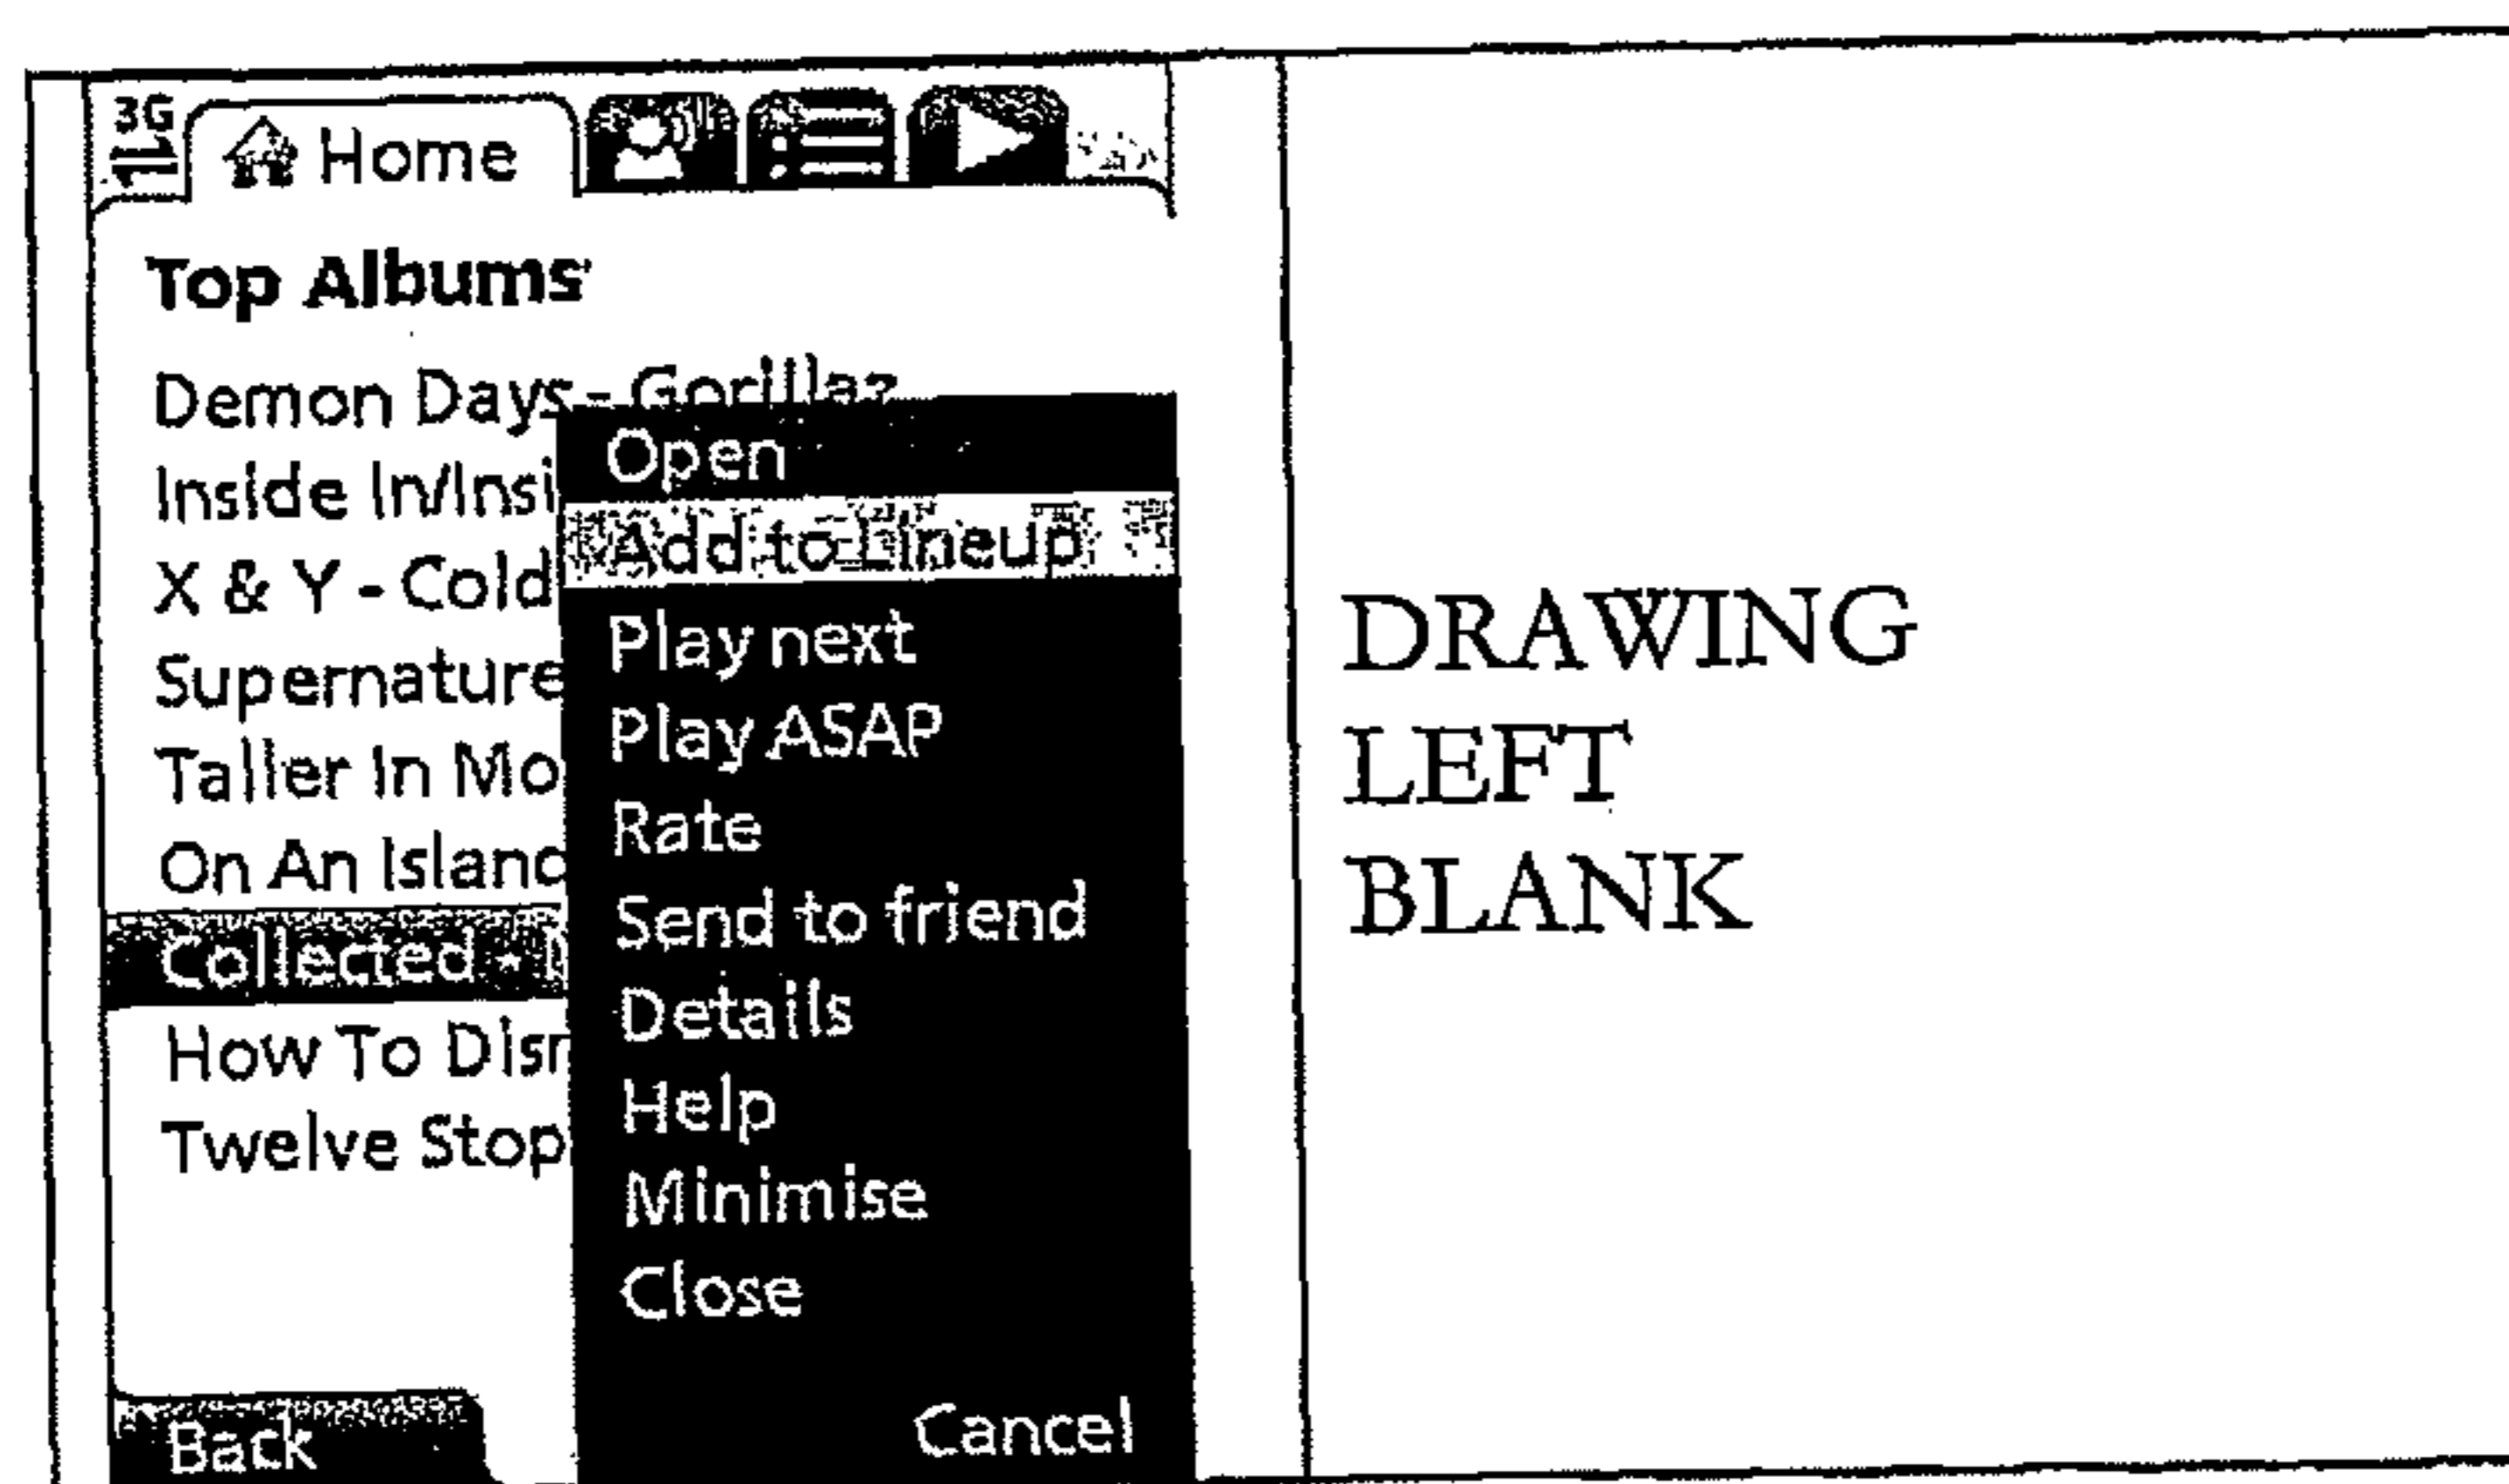 3G
Home
Top Albums
Demon Days - Gorillaz
Inside In/Insi
X & Y - Cold
Supernature
Taller In Mo
On An Island
Collected -
How To Dis
Twelve Stop
Open
Add to Lineup
Play next
Play ASAP
Rate
Send to friend
Details
Help
Minimise
Close
Back
Cancel
DRAWING
LEFT
BLANK